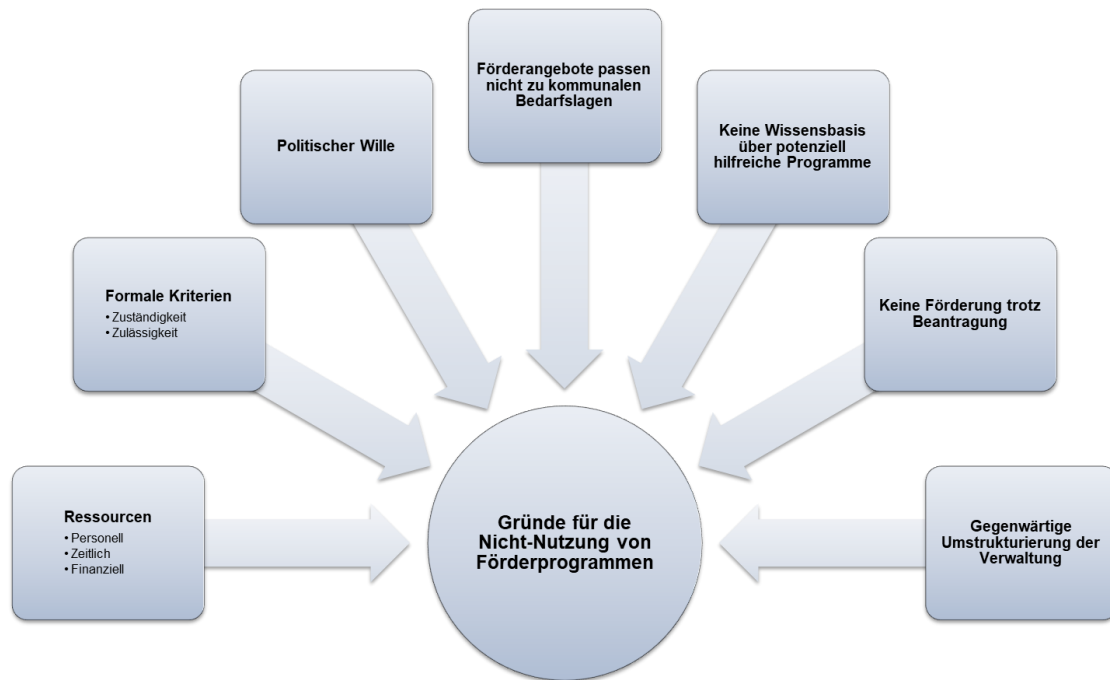 Förderangebote passen
nicht zu kommunalen
Bedarfslagen
Politischer Wille
Keine Wissensbasis
über potenziell
hilfreiche Programme
Formale Kriterien
• Zuständigkeit
• Zulässigkeit
Keine Förderung trotz
Beantragung
Ressourcen
• Personell
• Zeitlich
• Finanziell
Gründe für die
Nicht-Nutzung von
Förderprogrammen
Gegenwärtige
Umstrukturierung der
Verwaltung